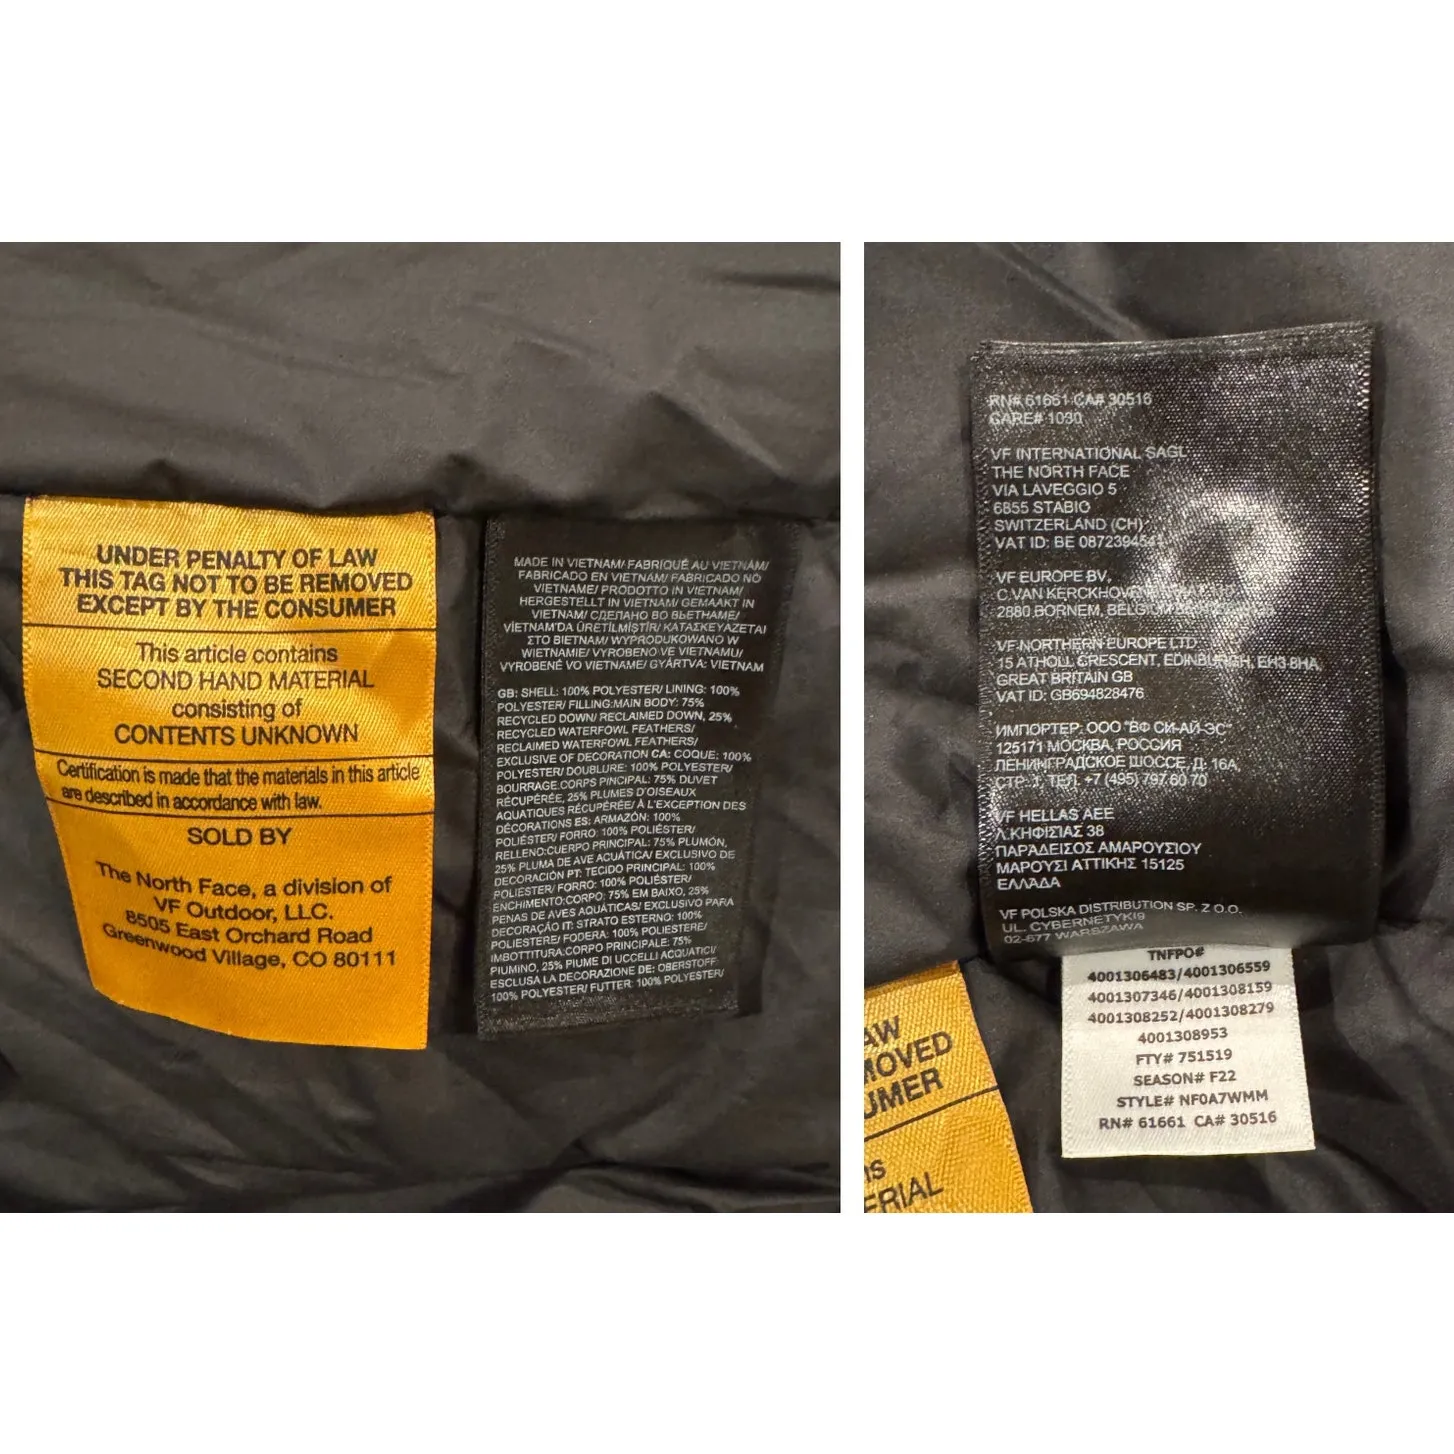 UNDER PENALTY OF LAW
THIS TAG NOT TO BE REMOVED
EXCEPT BY THE CONSUMER
This article contains
SECOND HAND MATERIAL
consisting of
CONTENTS UNKNOWN
Certification is made that the materials in this article
are described in accordance with law.
SOLD BY
The North Face, a division of
VF Outdoor, LLC.
8505 East Orchard Road
Greenwood Village, CO 80111
MADE IN VIETNAM/ FABRIQUÉ AU VIETNAM/
FABRICADO EN VIETNAM/ FABRICADO NO
VIETNAME/ PRODOTTO IN VIETNAM/
HERGESTELLT IN VIETNAM/ GEMAAKT IN
VIETNAM/ СДЕЛАНО ВО ВЬЕТНАМЕ/
VİETNAM'DA ÜRETİLMİŞTİR/ ΚΑΤΑΣΚΕΥΑΖΕΤΑΙ
ΣΤΟ ΒΙΕΤΝΑΜ/ WYPRODUKOWANO W
WIETNAMIE/ VYROBENO VE VIETNAMU/
VYROBENÉ VO VIETNAME/ GYÁRTVA: VIETNAM
GB: SHELL: 100% POLYESTER/ LINING: 100%
POLYESTER/ FILLING:MAIN BODY: 75%
RECYCLED DOWN/ RECLAIMED DOWN, 25%
RECYCLED WATERFOWL FEATHERS/
RECLAIMED WATERFOWL FEATHERS/
EXCLUSIVE OF DECORATION CA: COQUE: 100%
POLYESTER/ DOUBLURE: 100% POLYESTER/
BOURRAGE:CORPS PINCIPAL: 75% DUVET
RÉCUPÉRÉE, 25% PLUMES D'OISEAUX
AQUATIQUES RÉCUPÉRÉE/ À L'EXCEPTION DES
DÉCORATIONS ES: ARMAZÓN: 100%
POLIÉSTER/ FORRO: 100% POLIÉSTER/
RELLENO:CUERPO PRINCIPAL: 75% PLUMÓN,
25% PLUMA DE AVE ACUÁTICA/ EXCLUSIVO DE
DECORACIÓN PT: TECIDO PRINCIPAL: 100%
POLIESTER/ FORRO: 100% POLIÉSTER/
ENCHIMENTO:CORPO: 75% EM BAIXO, 25%
PENAS DE AVES AQUÁTICAS/ EXCLUSIVO PARA
DECORAÇÃO IT: STRATO ESTERNO: 100%
POLIESTERE/ FODERA: 100% POLIESTERE/
IMBOTTITURA:CORPO PRINCIPALE: 75%
PIUMINO, 25% PIUME DI UCCELLI ACQUATICI/
ESCLUSA LA DECORAZIONE DE: OBERSTOFF:
100% POLYESTER/ FUTTER: 100% POLYESTER/
RN# 61661 CA# 30516
CARE# 1030
VF INTERNATIONAL SAGL
THE NORTH FACE
VIA LAVEGGIO 5
6855 STABIO
SWITZERLAND (CH)
VAT ID: BE
VF EUROPE BV,
C.VAN
2880 BORNEM, BELGIUM
VF NORTHERN EUROPE LTD
15 ATHOLL CRESCENT, EDINBURGH, EH3 8HA,
GREAT BRITAIN GB
VAT ID: GB694828476
ИМПОРТЕР: ООО "ВФ СИ-АЙ-ЭС"
125171 МОСКВА, РОССИЯ
ЛЕНИНГРАДСКОЕ ШОССЕ, Д. 16А,
СТР. 1 ТЕЛ. +7 (495) 797 60 70
VF HELLAS AEE
Λ.ΚΗΦΙΣΙΑΣ 38
ΠΑΡΑΔΕΙΣΟΣ ΑΜΑΡΟΥΣΙΟΥ
ΜΑΡΟΥΣΙ ΑΤΤΙΚΗΣ 15125
ΕΛΛΑΔΑ
VF POLSKA DISTRIBUTION SP. Z O.O.
UL. CYBERNETYKI9
02-677 WARSZAWA
TNFPO#
4001306483/4001306559
4001307346/4001308159
4001308252/4001308279
4001308953
FTY# 751519
SEASON# F22
STYLE# NF0A7WMM
RN# 61661 CA# 30516
AW
MOVED
UMER
ns
ERIAL